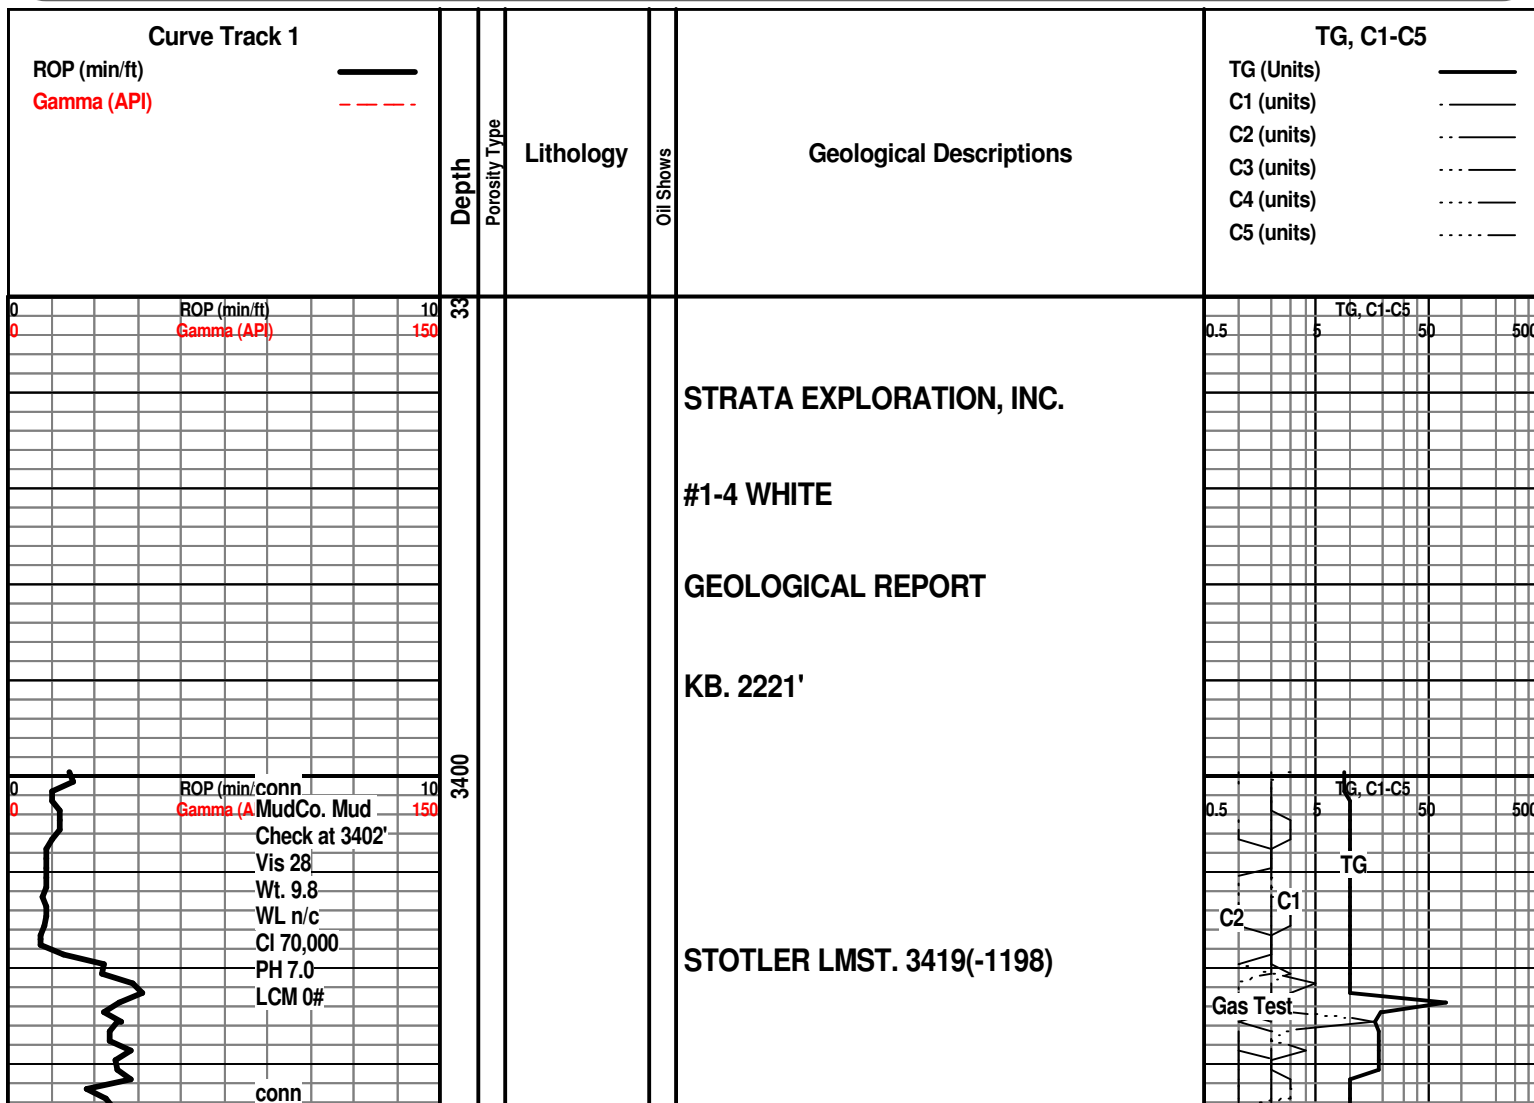 Curve Track 1
ROP (min/ft)
Gamma (API)
Depth
Porosity Type
Lithology
Oil Shows
Geological Descriptions
TG, C1-C5
TG (Units)
C1 (units)
C2 (units)
C3 (units)
C4 (units)
C5 (units)
0 ROP (min/ft) 10
0 Gamma (API) 150
33
TG, C1-C5
0.5 5 50 500
STRATA EXPLORATION, INC.
#1-4 WHITE
GEOLOGICAL REPORT
KB. 2221'
3400
0 ROP (min/ conn 10
0 Gamma (A MudCo. Mud 150
Check at 3402'
Vis 28
Wt. 9.8
WL n/c
Cl 70,000
PH 7.0
LCM 0#
conn
STOTLER LMST. 3419(-1198)
TG, C1-C5
0.5 5 50 500
TG
C1
C2
Gas Test